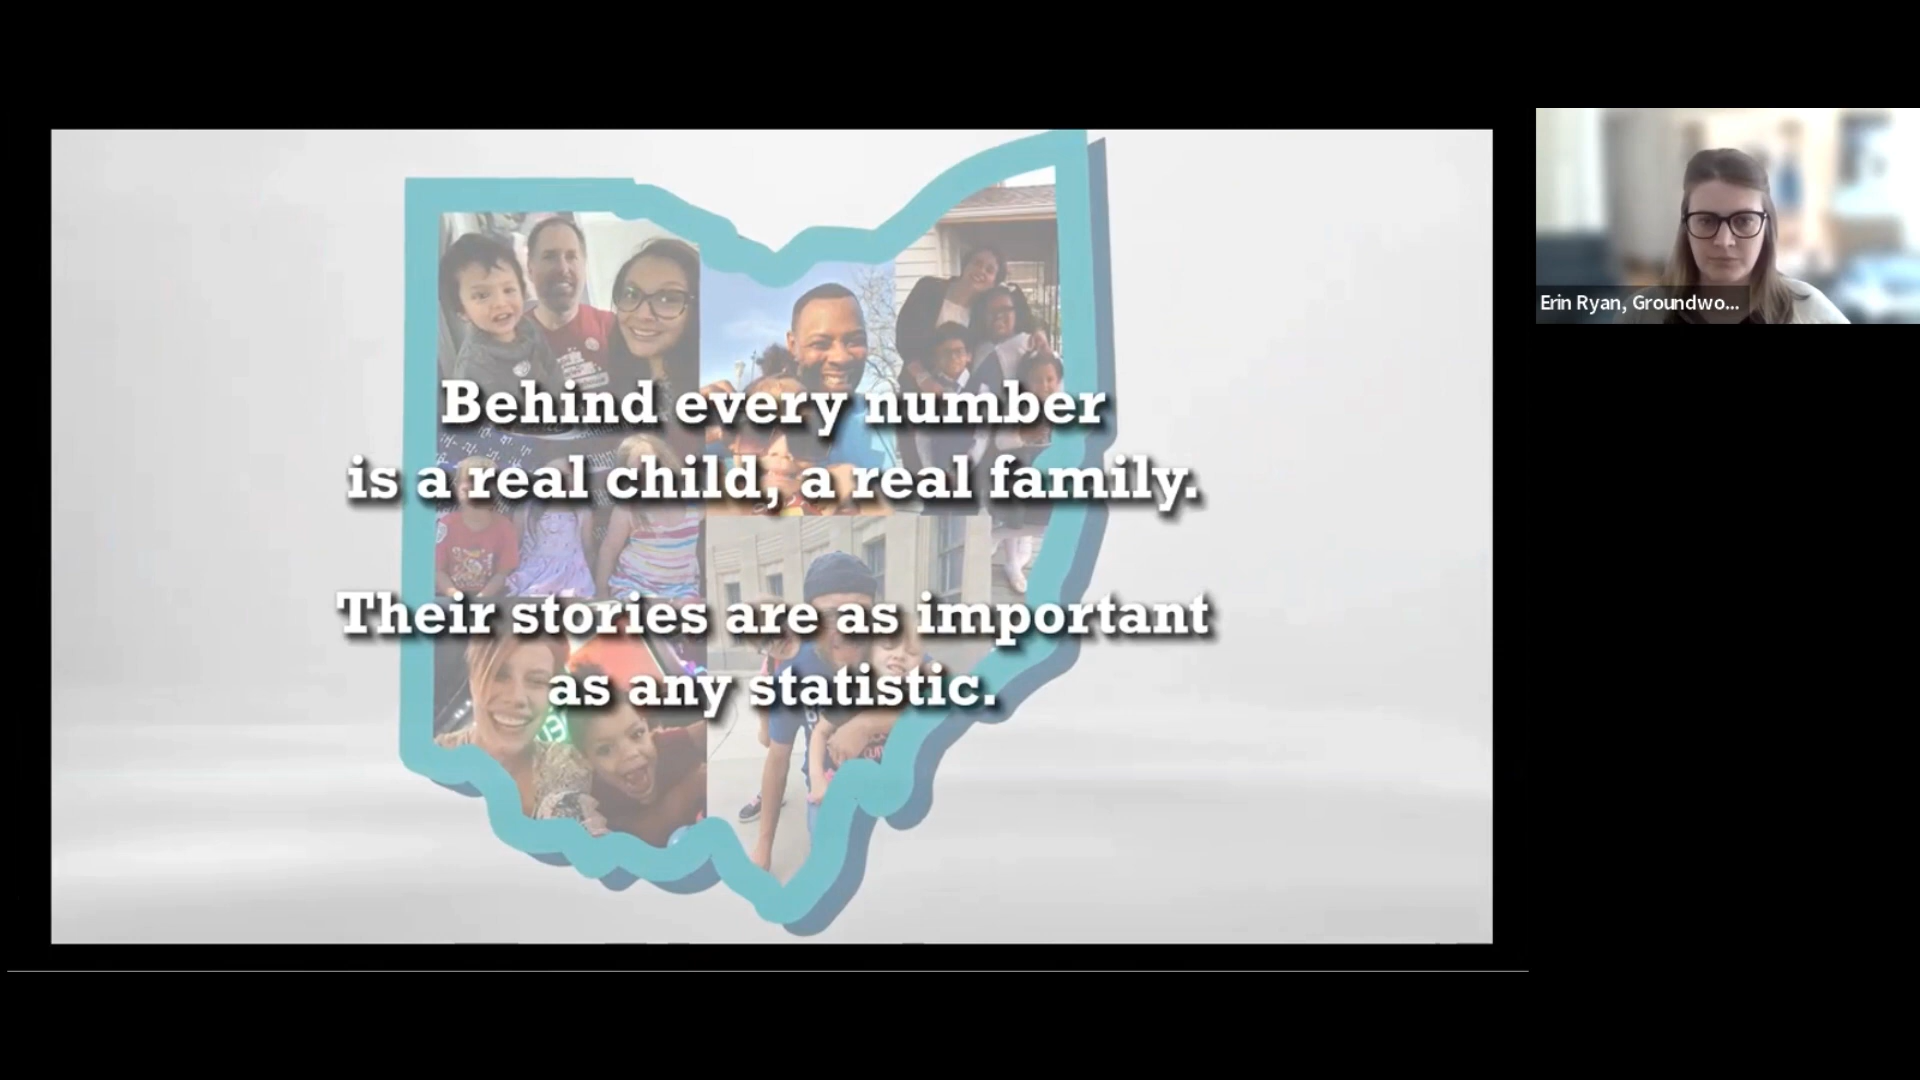 Behind every number
is a real child, a real family.
Their stories are as important
as any statistic.
Erin Ryan, Groundwo...